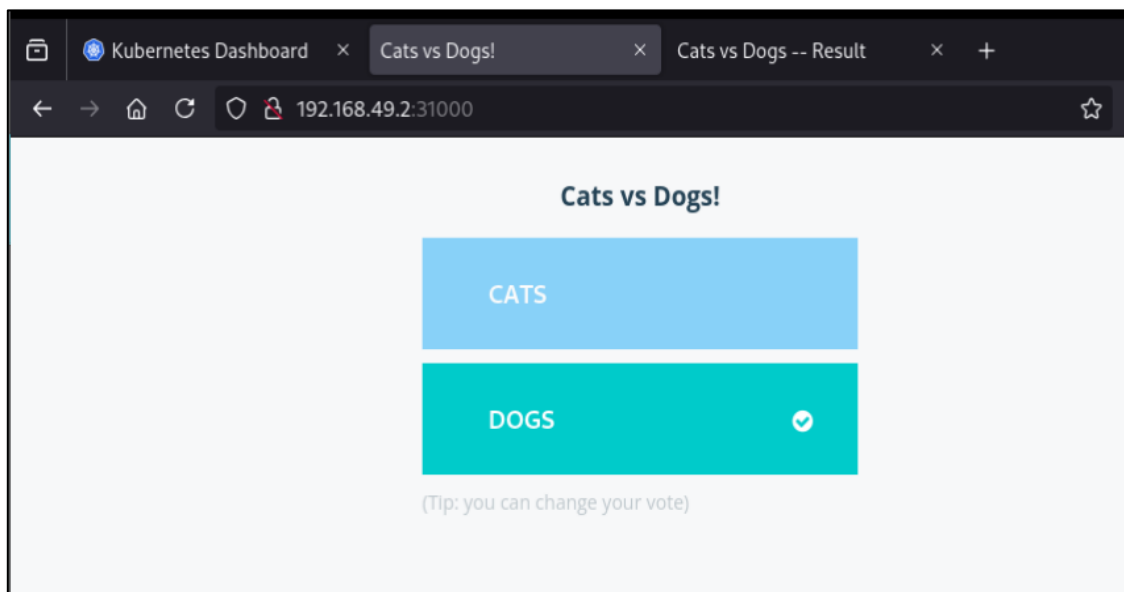 Kubernetes Dashboard Cats vs Dogs! Cats vs Dogs -- Result
192.168.49.2:31000
Cats vs Dogs!
CATS
DOGS
(Tip: you can change your vote)